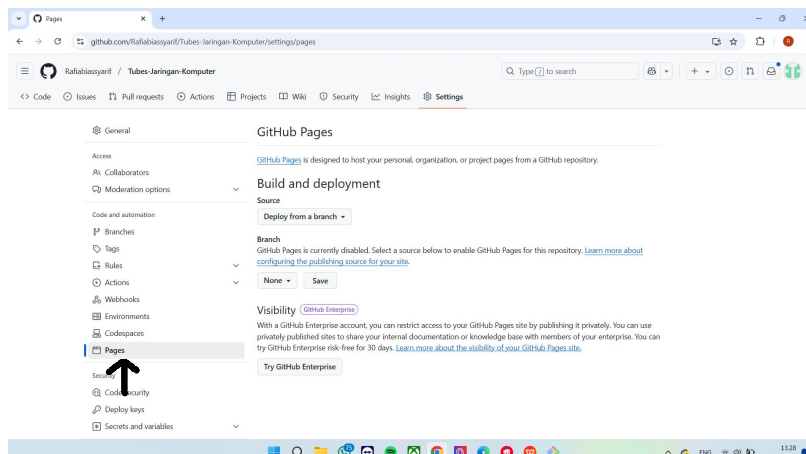 Pages
github.com/Rafiabiassyarif/Tubes-Jaringan-Komputer/settings/pages
Rafiabiassyarif / Tubes-Jaringan-Komputer
Type / to search
Code Issues Pull requests Actions Projects Wiki Security Insights Settings
General
Access
Collaborators
Moderation options
Code and automation
Branches
Tags
Rules
Actions
Webhooks
Environments
Codespaces
Pages
Security
Code security
Deploy keys
Secrets and variables
GitHub Pages
GitHub Pages is designed to host your personal, organization, or project pages from a GitHub repository.
Build and deployment
Source
Deploy from a branch
Branch
GitHub Pages is currently disabled. Select a source below to enable GitHub Pages for this repository. Learn more about
configuring the publishing source for your site.
None Save
Visibility GitHub Enterprise
With a GitHub Enterprise account, you can restrict access to your GitHub Pages site by publishing it privately. You can use
privately published sites to share your internal documentation or knowledge base with members of your enterprise. You can
try GitHub Enterprise risk-free for 30 days. Learn more about the visibility of your GitHub Pages site.
Try GitHub Enterprise
ENG 13.28